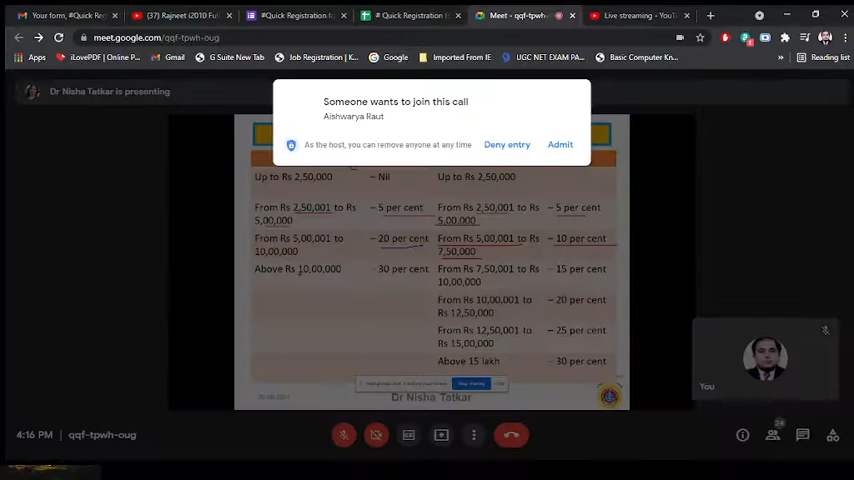 Your form, #Quick Registration
(37) Rajneet i2010 Full
#Quick Registration for
# Quick Registration for
Meet - qqf-tpwh-
Live streaming - YouTu
meet.google.com/qqf-tpwh-oug
Apps
iLovePDF | Online P...
Gmail
G Suite New Tab
Job Registration | K...
Google
Imported From IE
UGC NET EXAM PA...
Basic Computer Kn...
Reading list
Dr Nisha Tatkar is presenting
Someone wants to join this call
Aishwarya Raut
As the host, you can remove anyone at any time
Deny entry
Admit
Up to Rs 2,50,000 – Nil Up to Rs 2,50,000
From Rs 2,50,001 to Rs – 5 per cent From Rs 2,50,001 to Rs – 5 per cent
5,00,000 5,00,000
From Rs 5,00,001 to – 20 per cent From Rs 5,00,001 to Rs – 10 per cent
10,00,000 7,50,000
Above Rs 10,00,000 – 30 per cent From Rs 7,50,001 to Rs – 15 per cent
10,00,000
From Rs 10,00,001 to – 20 per cent
Rs 12,50,000
From Rs 12,50,001 to – 25 per cent
Rs 15,00,000
Above 15 lakh – 30 per cent
Stop sharing
Hide
Dr Nisha Tatkar
You
24
4:16 PM | qqf-tpwh-oug